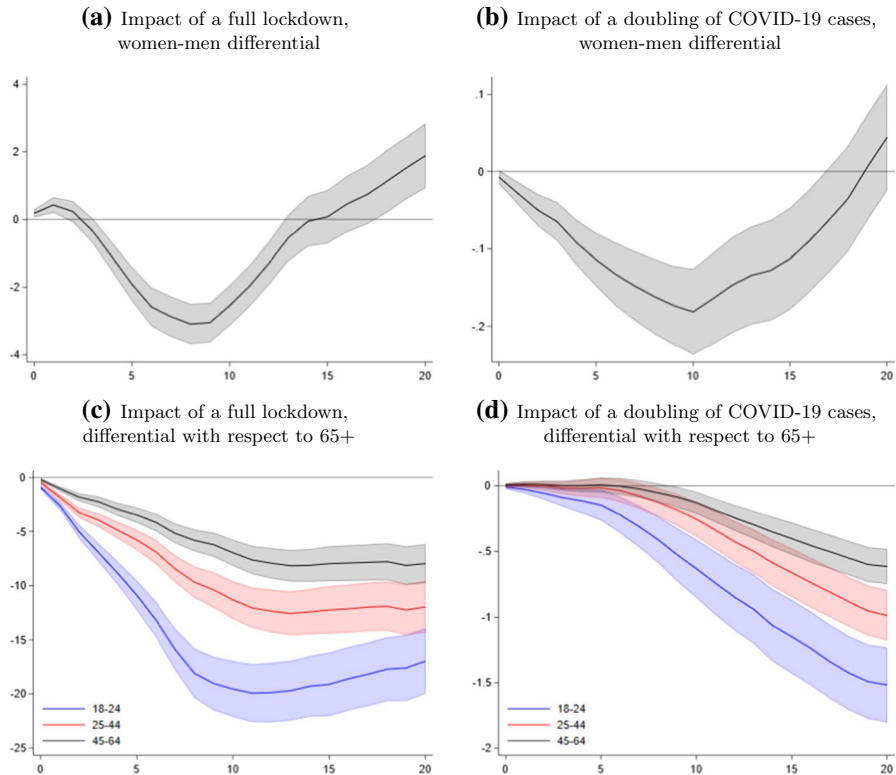 (a) Impact of a full lockdown,
women-men differential
4
2
0
-2
-4
0 5 10 15 20
(b) Impact of a doubling of COVID-19 cases,
women-men differential
.1
0
-.1
-.2
0 5 10 15 20
(c) Impact of a full lockdown,
differential with respect to 65+
0
-5
-10
-15
-20
-25
18-24
25-44
45-64
0 5 10 15 20
(d) Impact of a doubling of COVID-19 cases,
differential with respect to 65+
0
-.5
-1
-1.5
-2
18-24
25-44
45-64
0 5 10 15 20